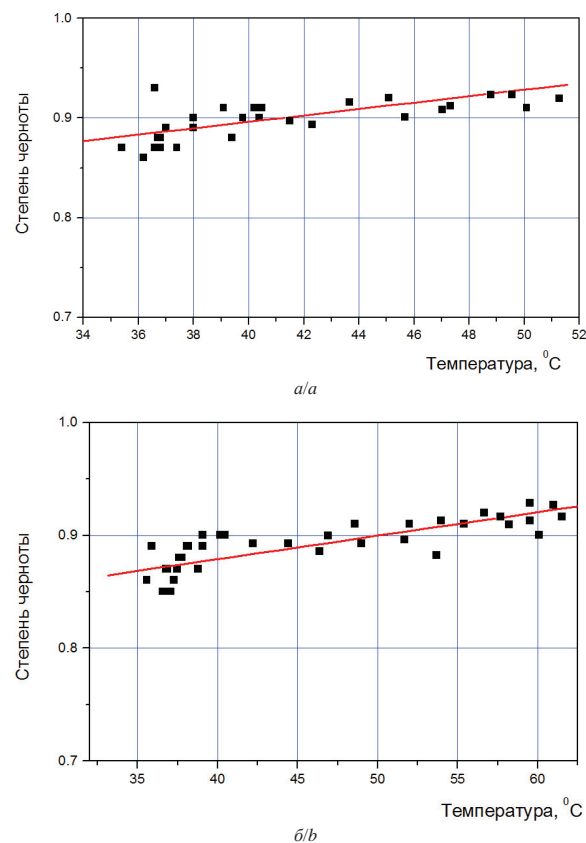 1.0
0.9
0.8
0.7
Степень черноты
34 36 38 40 42 44 46 48 50 52
Температура, ⁰C
а/a
1.0
0.9
0.8
0.7
Степень черноты
35 40 45 50 55 60
Температура, ⁰C
б/b